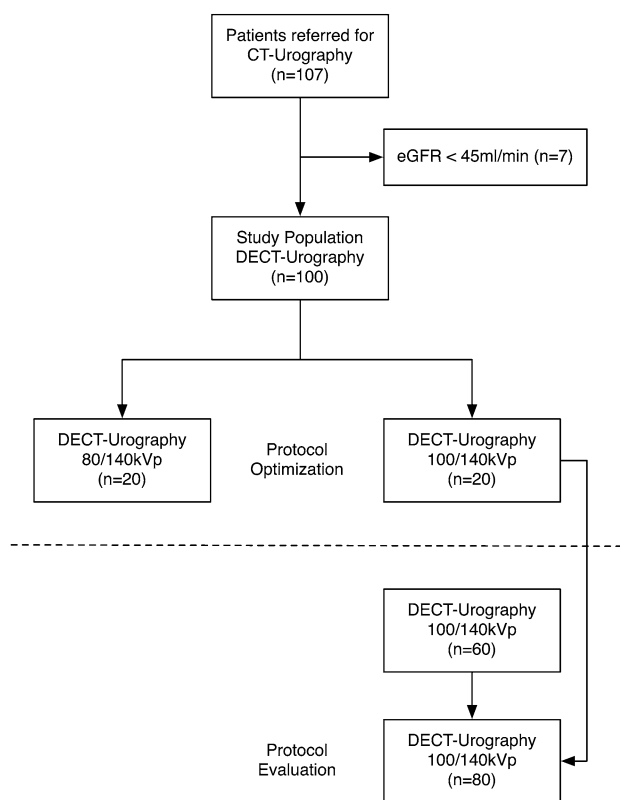 Patients referred for
CT-Urography
(n=107)
eGFR < 45ml/min (n=7)
Study Population
DECT-Urography
(n=100)
DECT-Urography
80/140kVp
(n=20)
Protocol
Optimization
DECT-Urography
100/140kVp
(n=20)
DECT-Urography
100/140kVp
(n=60)
Protocol
Evaluation
DECT-Urography
100/140kVp
(n=80)